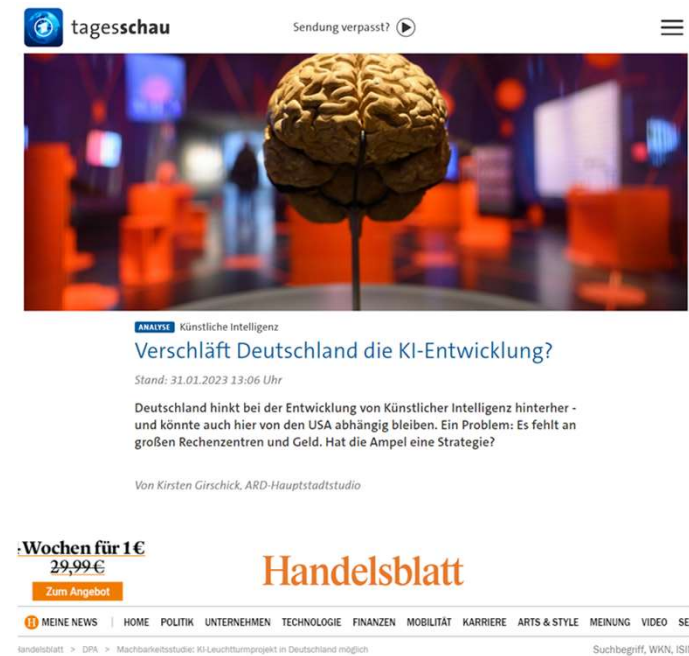 tagesschau
Sendung verpasst?
ANALYSE Künstliche Intelligenz
Verschläft Deutschland die KI-Entwicklung?
Stand: 31.01.2023 13:06 Uhr
Deutschland hinkt bei der Entwicklung von Künstlicher Intelligenz hinterher -
und könnte auch hier von den USA abhängig bleiben. Ein Problem: Es fehlt an
großen Rechenzentren und Geld. Hat die Ampel eine Strategie?
Von Kirsten Girschick, ARD-Hauptstadtstudio
Wochen für 1 €
29,99 €
Zum Angebot
Handelsblatt
H MEINE NEWS | HOME POLITIK UNTERNEHMEN TECHNOLOGIE FINANZEN MOBILITÄT KARRIERE ARTS & STYLE MEINUNG VIDEO SE
Handelsblatt > DPA > Machbarkeitsstudie: KI-Leuchtturmprojekt in Deutschland möglich
Suchbegriff, WKN, ISI